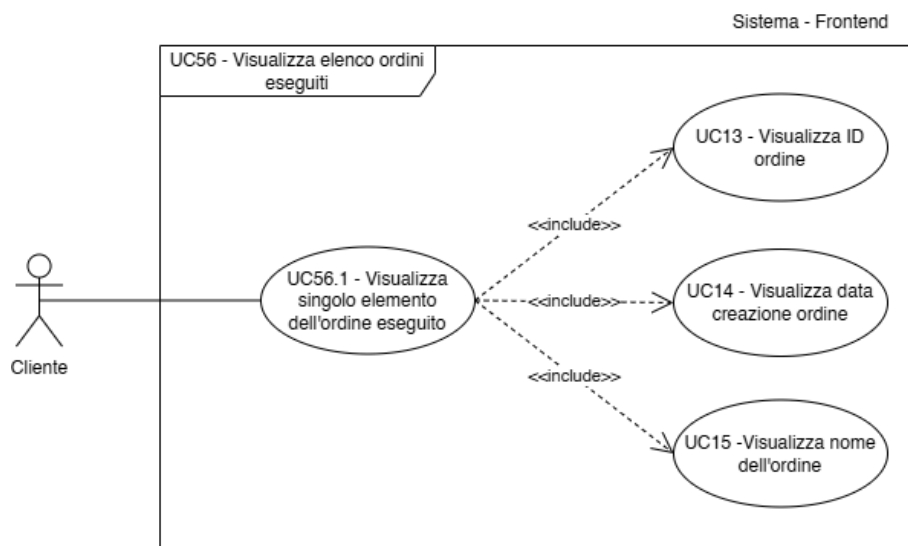 Sistema - Frontend
UC56 - Visualizza elenco ordini
eseguiti
UC13 - Visualizza ID
ordine
<<include>>
UC56.1 - Visualizza
singolo elemento
dell'ordine eseguito
<<include>>
UC14 - Visualizza data
creazione ordine
Cliente
<<include>>
UC15 -Visualizza nome
dell'ordine